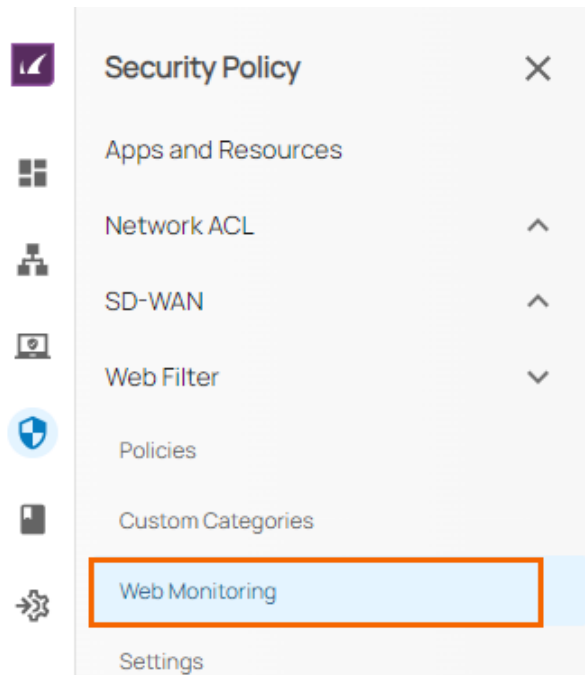 Security Policy
Apps and Resources
Network ACL
SD-WAN
Web Filter
Policies
Custom Categories
Web Monitoring
Settings